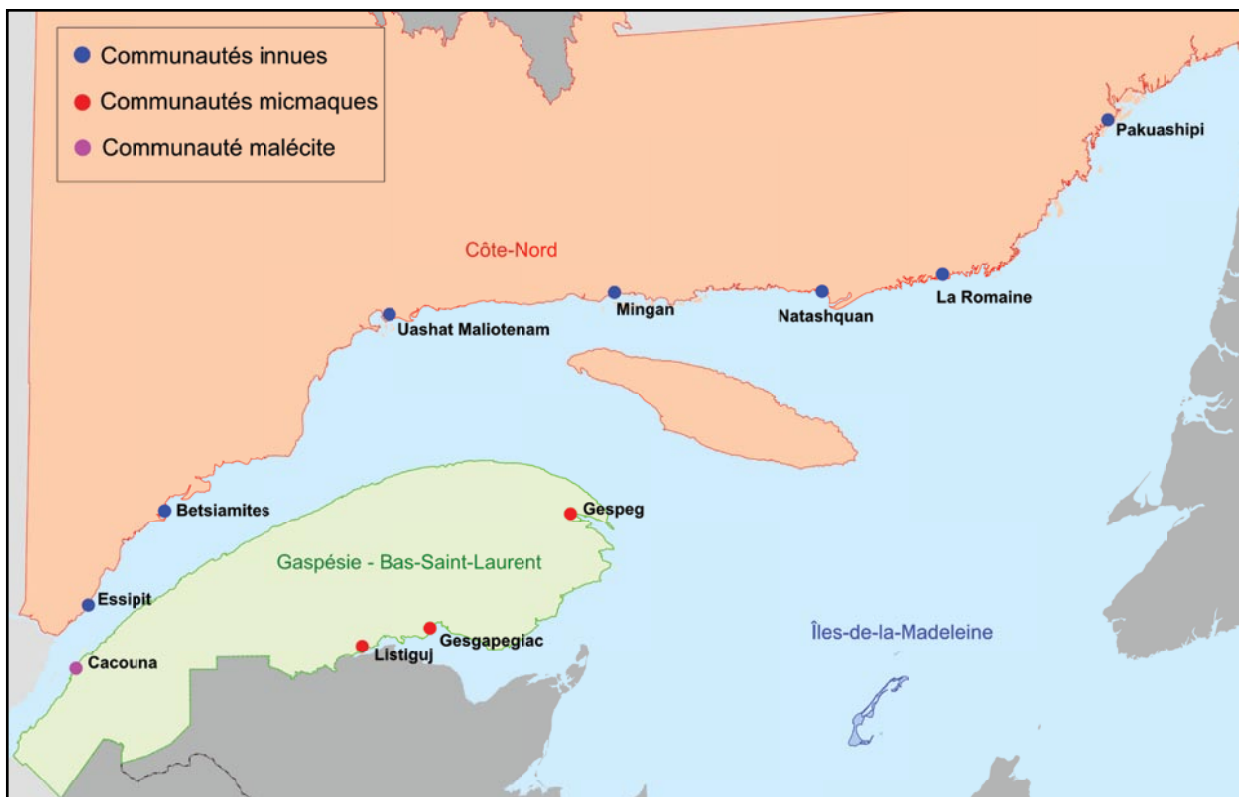 Communautés innues
Communautés micmaques
Communauté malécite
Pakuashipi
Côte-Nord
La Romaine
Mingan
Natashquan
Uashat Maliotenam
Betsiamites
Gespeg
Gaspésie - Bas-Saint-Laurent
Essipit
Gesgapegiac
Îles-de-la-Madeleine
Listiguj
Cacouna